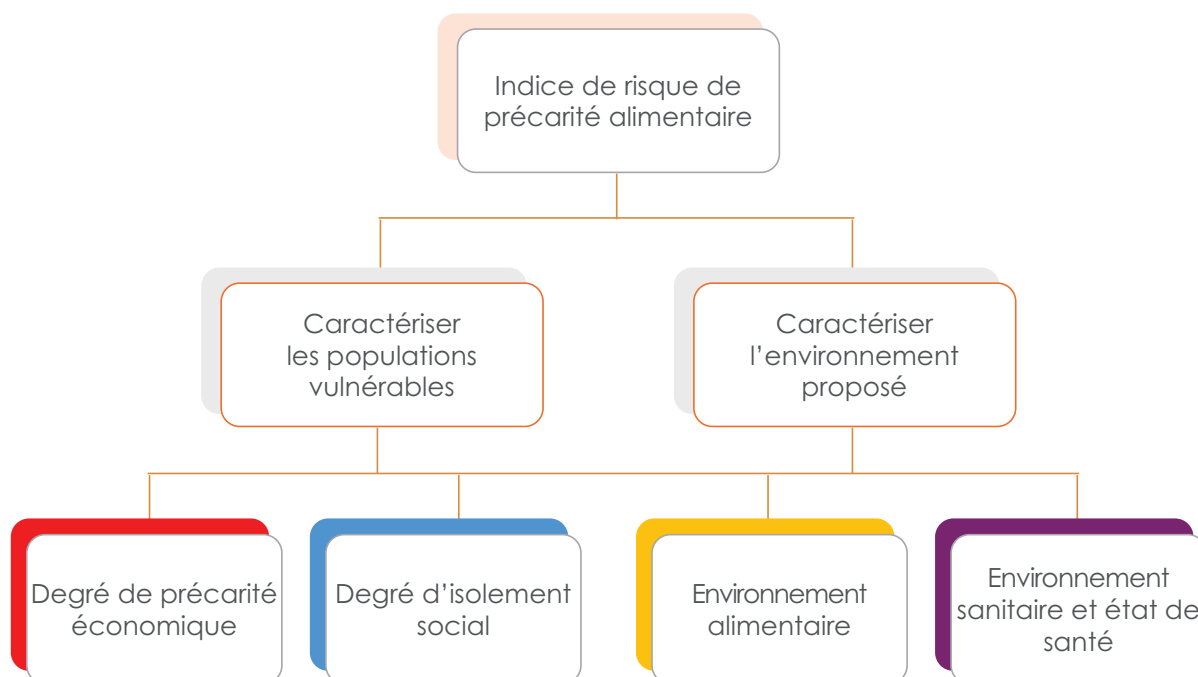 Indice de risque de
précarité alimentaire
Caractériser
les populations
vulnérables
Caractériser
l’environnement
proposé
Degré de précarité
économique
Degré d’isolement
social
Environnement
alimentaire
Environnement
sanitaire et état de
santé